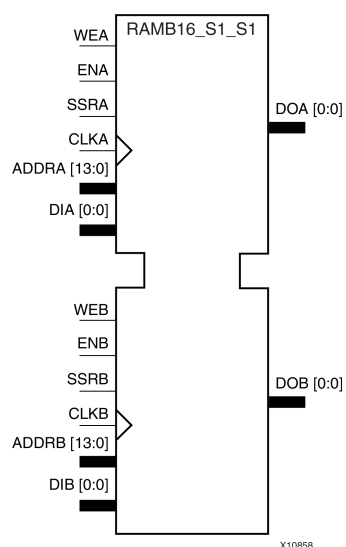 RAMB16_S1_S1
WEA
ENA
SSRA
CLKA
ADDRA [13:0]
DIA [0:0]
DOA [0:0]
WEB
ENB
SSRB
CLKB
ADDRB [13:0]
DIB [0:0]
DOB [0:0]
X10858